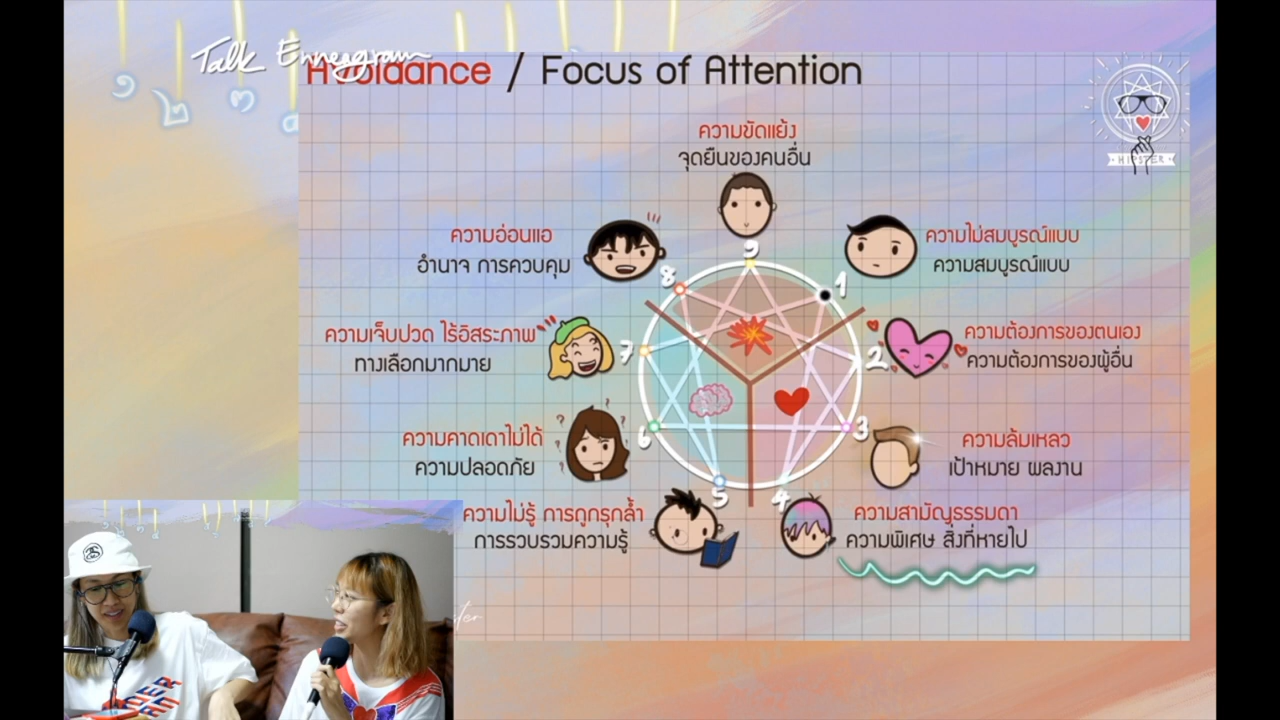 Talk Enneagram
Avoidance / Focus of Attention
๑ ๒ ๓
HIPSTER
ความขัดแย้ง
จุดยืนของคนอื่น
ความอ่อนแอ
อำนาจ การควบคุม
ความไม่สมบูรณ์แบบ
ความสมบูรณ์แบบ
9
8
1
ความเจ็บปวด ไร้อิสระภาพ
ทางเลือกมากมาย
7
2
ความต้องการของตนเอง
ความต้องการของผู้อื่น
ความคาดเดาไม่ได้
ความปลอดภัย
6
3
ความล้มเหลว
เป้าหมาย ผลงาน
5
4
ความไม่รู้ การถูกรุกล้ำ
การรวบรวมความรู้
ความสามัญธรรมดา
ความพิเศษ สิ่งที่หายไป